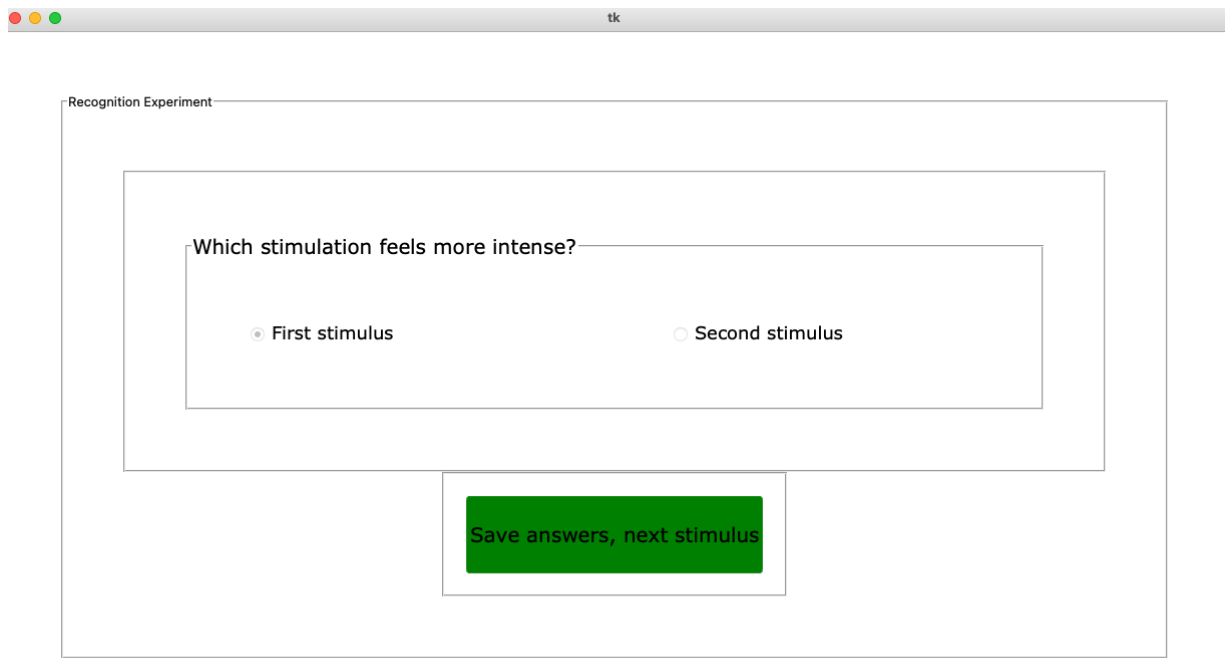 tk
Recognition Experiment
Which stimulation feels more intense?
First stimulus
Second stimulus
Save answers, next stimulus